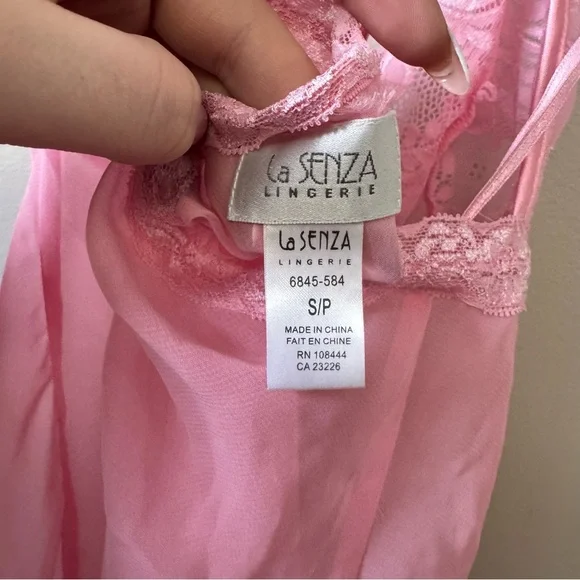 La SENZA
LINGERIE
La SENZA
LINGERIE
6845-584
S/P
MADE IN CHINA
FAIT EN CHINE
RN 108444
CA 23226